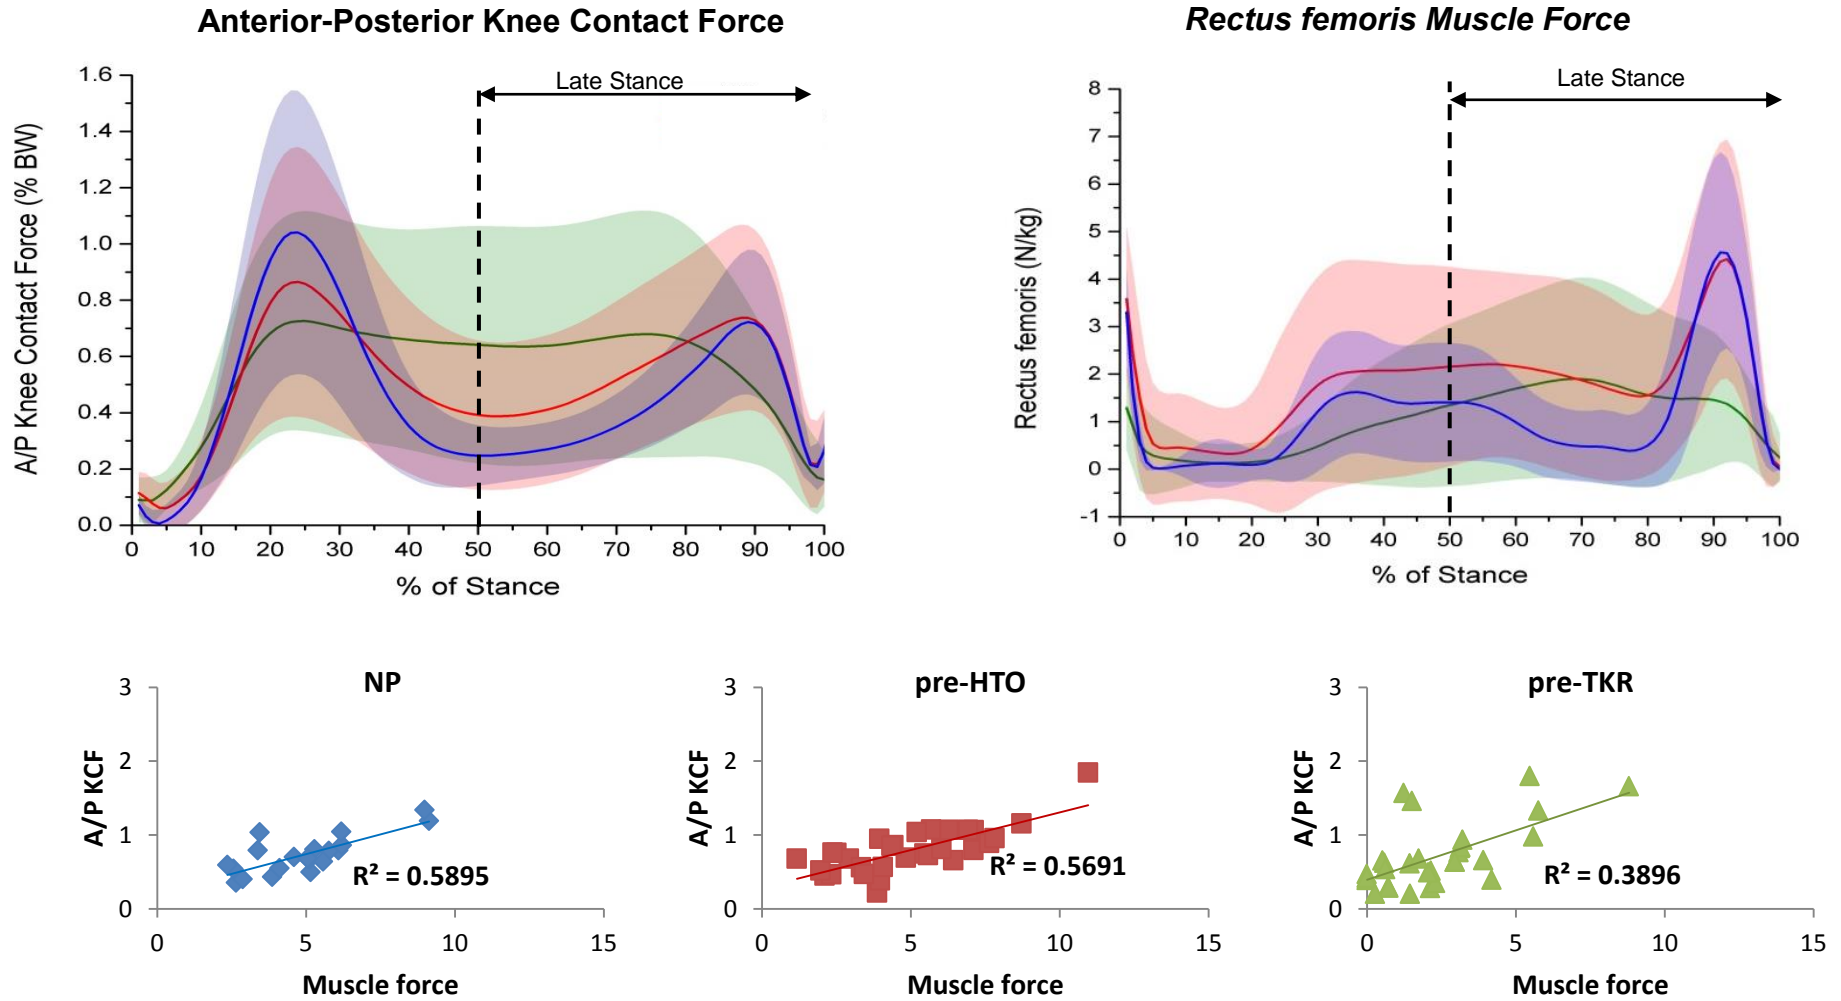 Anterior-Posterior Knee Contact Force
Rectus femoris Muscle Force
Late Stance
1.6
1.4
1.2
1.0
0.8
0.6
0.4
0.2
0.0
A/P Knee Contact Force (% BW)
0 10 20 30 40 50 60 70 80 90 100
% of Stance
Late Stance
8
7
6
5
4
3
2
1
0
-1
Rectus femoris (N/kg)
0 10 20 30 40 50 60 70 80 90 100
% of Stance
NP
3
2
1
0
A/P KCF
R² = 0.5895
0 5 10 15
Muscle force
pre-HTO
3
2
1
0
A/P KCF
R² = 0.5691
0 5 10 15
Muscle force
pre-TKR
3
2
1
0
A/P KCF
R² = 0.3896
0 5 10 15
Muscle force